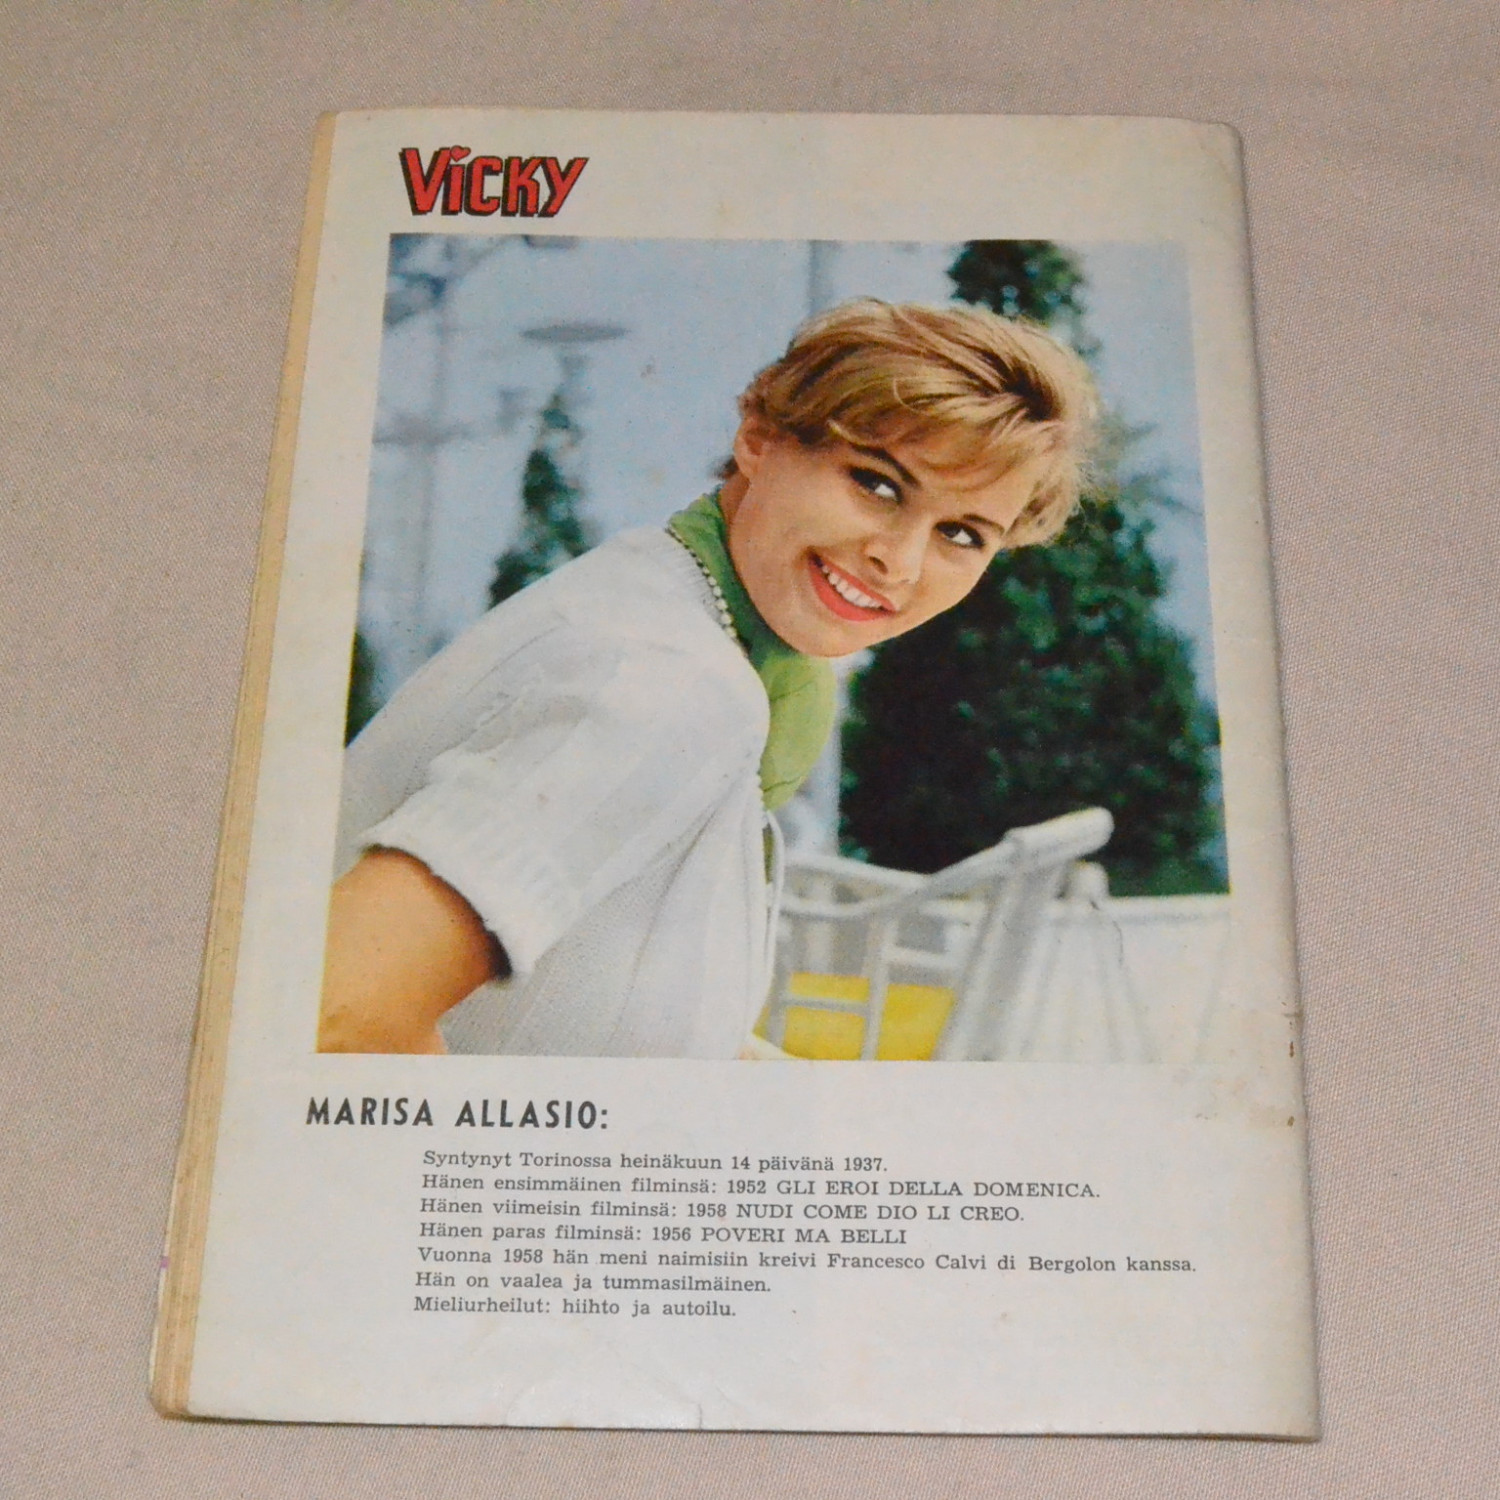 VICKY
MARISA ALLASIO:
Syntynyt Torinossa heinäkuun 14 päivänä 1937.
Hänen ensimmäinen filminsä: 1952 GLI EROI DELLA DOMENICA.
Hänen viimeisin filminsä: 1958 NUDI COME DIO LI CREO.
Hänen paras filminsä: 1956 POVERI MA BELLI
Vuonna 1958 hän meni naimisiin kreivi Francesco Calvi di Bergolon kanssa.
Hän on vaalea ja tummasilmäinen.
Mieliurheilut: hiihto ja autoilu.